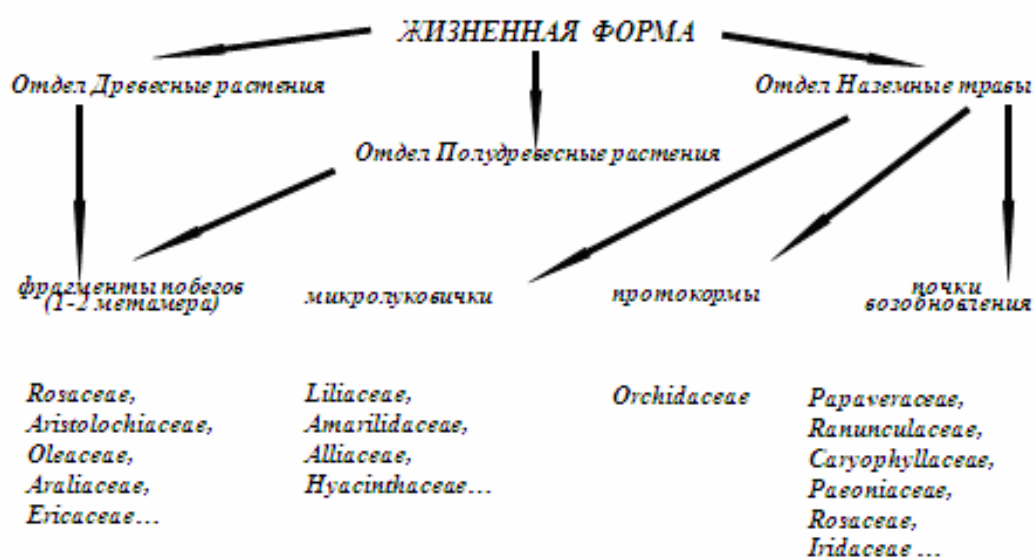 ЖИЗНЕННАЯ ФОРМА
Отдел Древесные растения
Отдел Наземные травы
Отдел Полудревесные растения
фрагменты побегов
(1-2 метамера)
микролуковички
протокормы
почки
возобновления
Rosaceae,
Aristolochiaceae,
Oleaceae,
Araliaceae,
Ericaceae...
Liliaceae,
Amarilidaceae,
Alliaceae,
Hyacinthaceae...
Orchidaceae
Papaveraceae,
Ranunculaceae,
Caryophyllaceae,
Paeoniaceae,
Rosaceae,
Iridaceae ...